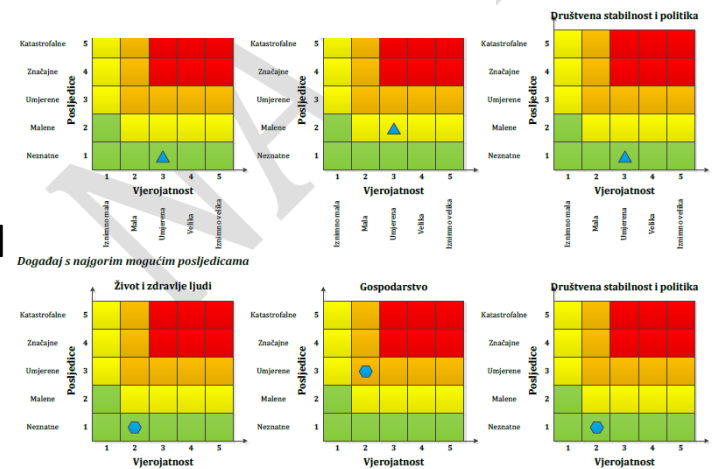 Društvena stabilnost i politika
Katastrofalne 5
Značajne 4
Umjerene 3
Malene 2
Neznatne 1
Posljedice
1 2 3 4 5
Vjerojatnost
Iznimno mala
Mala
Umjerena
Velika
Iznimno velika
Katastrofalne 5
Značajne 4
Umjerene 3
Malene 2
Neznatne 1
Posljedice
1 2 3 4 5
Vjerojatnost
Iznimno mala
Mala
Umjerena
Velika
Iznimno velika
Katastrofalne 5
Značajne 4
Umjerene 3
Malene 2
Neznatne 1
Posljedice
1 2 3 4 5
Vjerojatnost
Iznimno mala
Mala
Umjerena
Velika
Iznimno velika
Događaj s najgorim mogućim posljedicama
Život i zdravlje ljudi
Katastrofalne 5
Značajne 4
Umjerene 3
Malene 2
Neznatne 1
Posljedice
1 2 3 4 5
Vjerojatnost
Gospodarstvo
Katastrofalne 5
Značajne 4
Umjerene 3
Malene 2
Neznatne 1
Posljedice
1 2 3 4 5
Vjerojatnost
Društvena stabilnost i politika
Katastrofalne 5
Značajne 4
Umjerene 3
Malene 2
Neznatne 1
Posljedice
1 2 3 4 5
Vjerojatnost